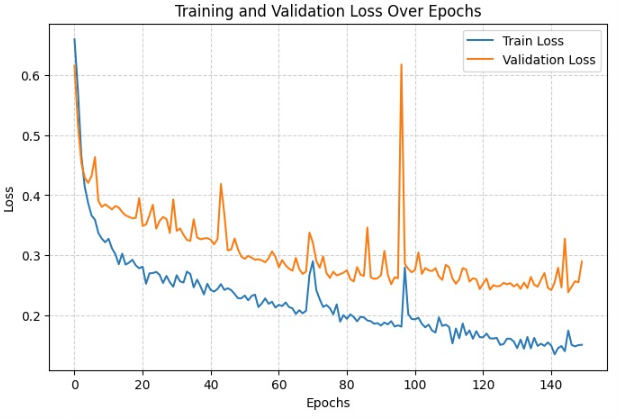 Training and Validation Loss Over Epochs
Train Loss
Validation Loss
Loss
0.6
0.5
0.4
0.3
0.2
0 20 40 60 80 100 120 140
Epochs